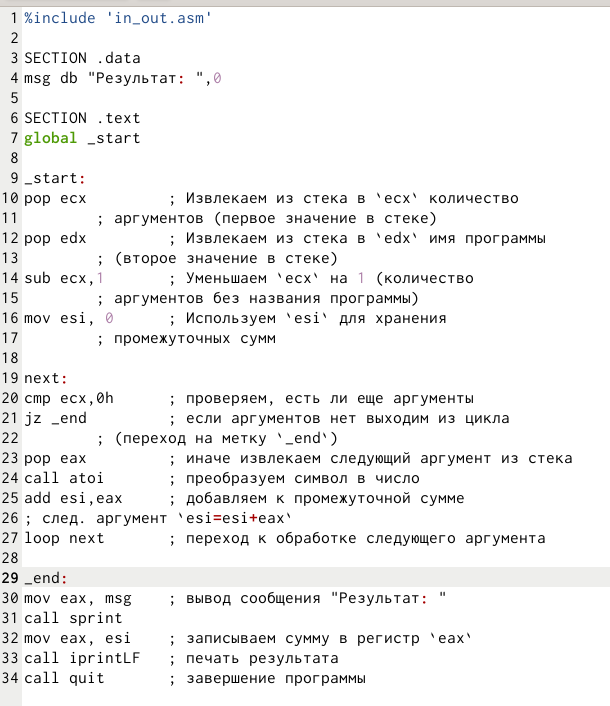 1 %include 'in_out.asm'
2
3 SECTION .data
4 msg db "Результат: ",0
5
6 SECTION .text
7 global _start
8
9 _start:
10 pop ecx         ; Извлекаем из стека в `ecx` количество
11         ; аргументов (первое значение в стеке)
12 pop edx         ; Извлекаем из стека в `edx` имя программы
13         ; (второе значение в стеке)
14 sub ecx,1       ; Уменьшаем `ecx` на 1 (количество
15         ; аргументов без названия программы)
16 mov esi, 0      ; Используем `esi` для хранения
17         ; промежуточных сумм
18
19 next:
20 cmp ecx,0h      ; проверяем, есть ли еще аргументы
21 jz _end         ; если аргументов нет выходим из цикла
22         ; (переход на метку `_end`)
23 pop eax         ; иначе извлекаем следующий аргумент из стека
24 call atoi       ; преобразуем символ в число
25 add esi,eax     ; добавляем к промежуточной сумме
26 ; след. аргумент `esi=esi+eax`
27 loop next       ; переход к обработке следующего аргумента
28
29 _end:
30 mov eax, msg    ; вывод сообщения "Результат: "
31 call sprint
32 mov eax, esi    ; записываем сумму в регистр `eax`
33 call iprintLF   ; печать результата
34 call quit       ; завершение программы